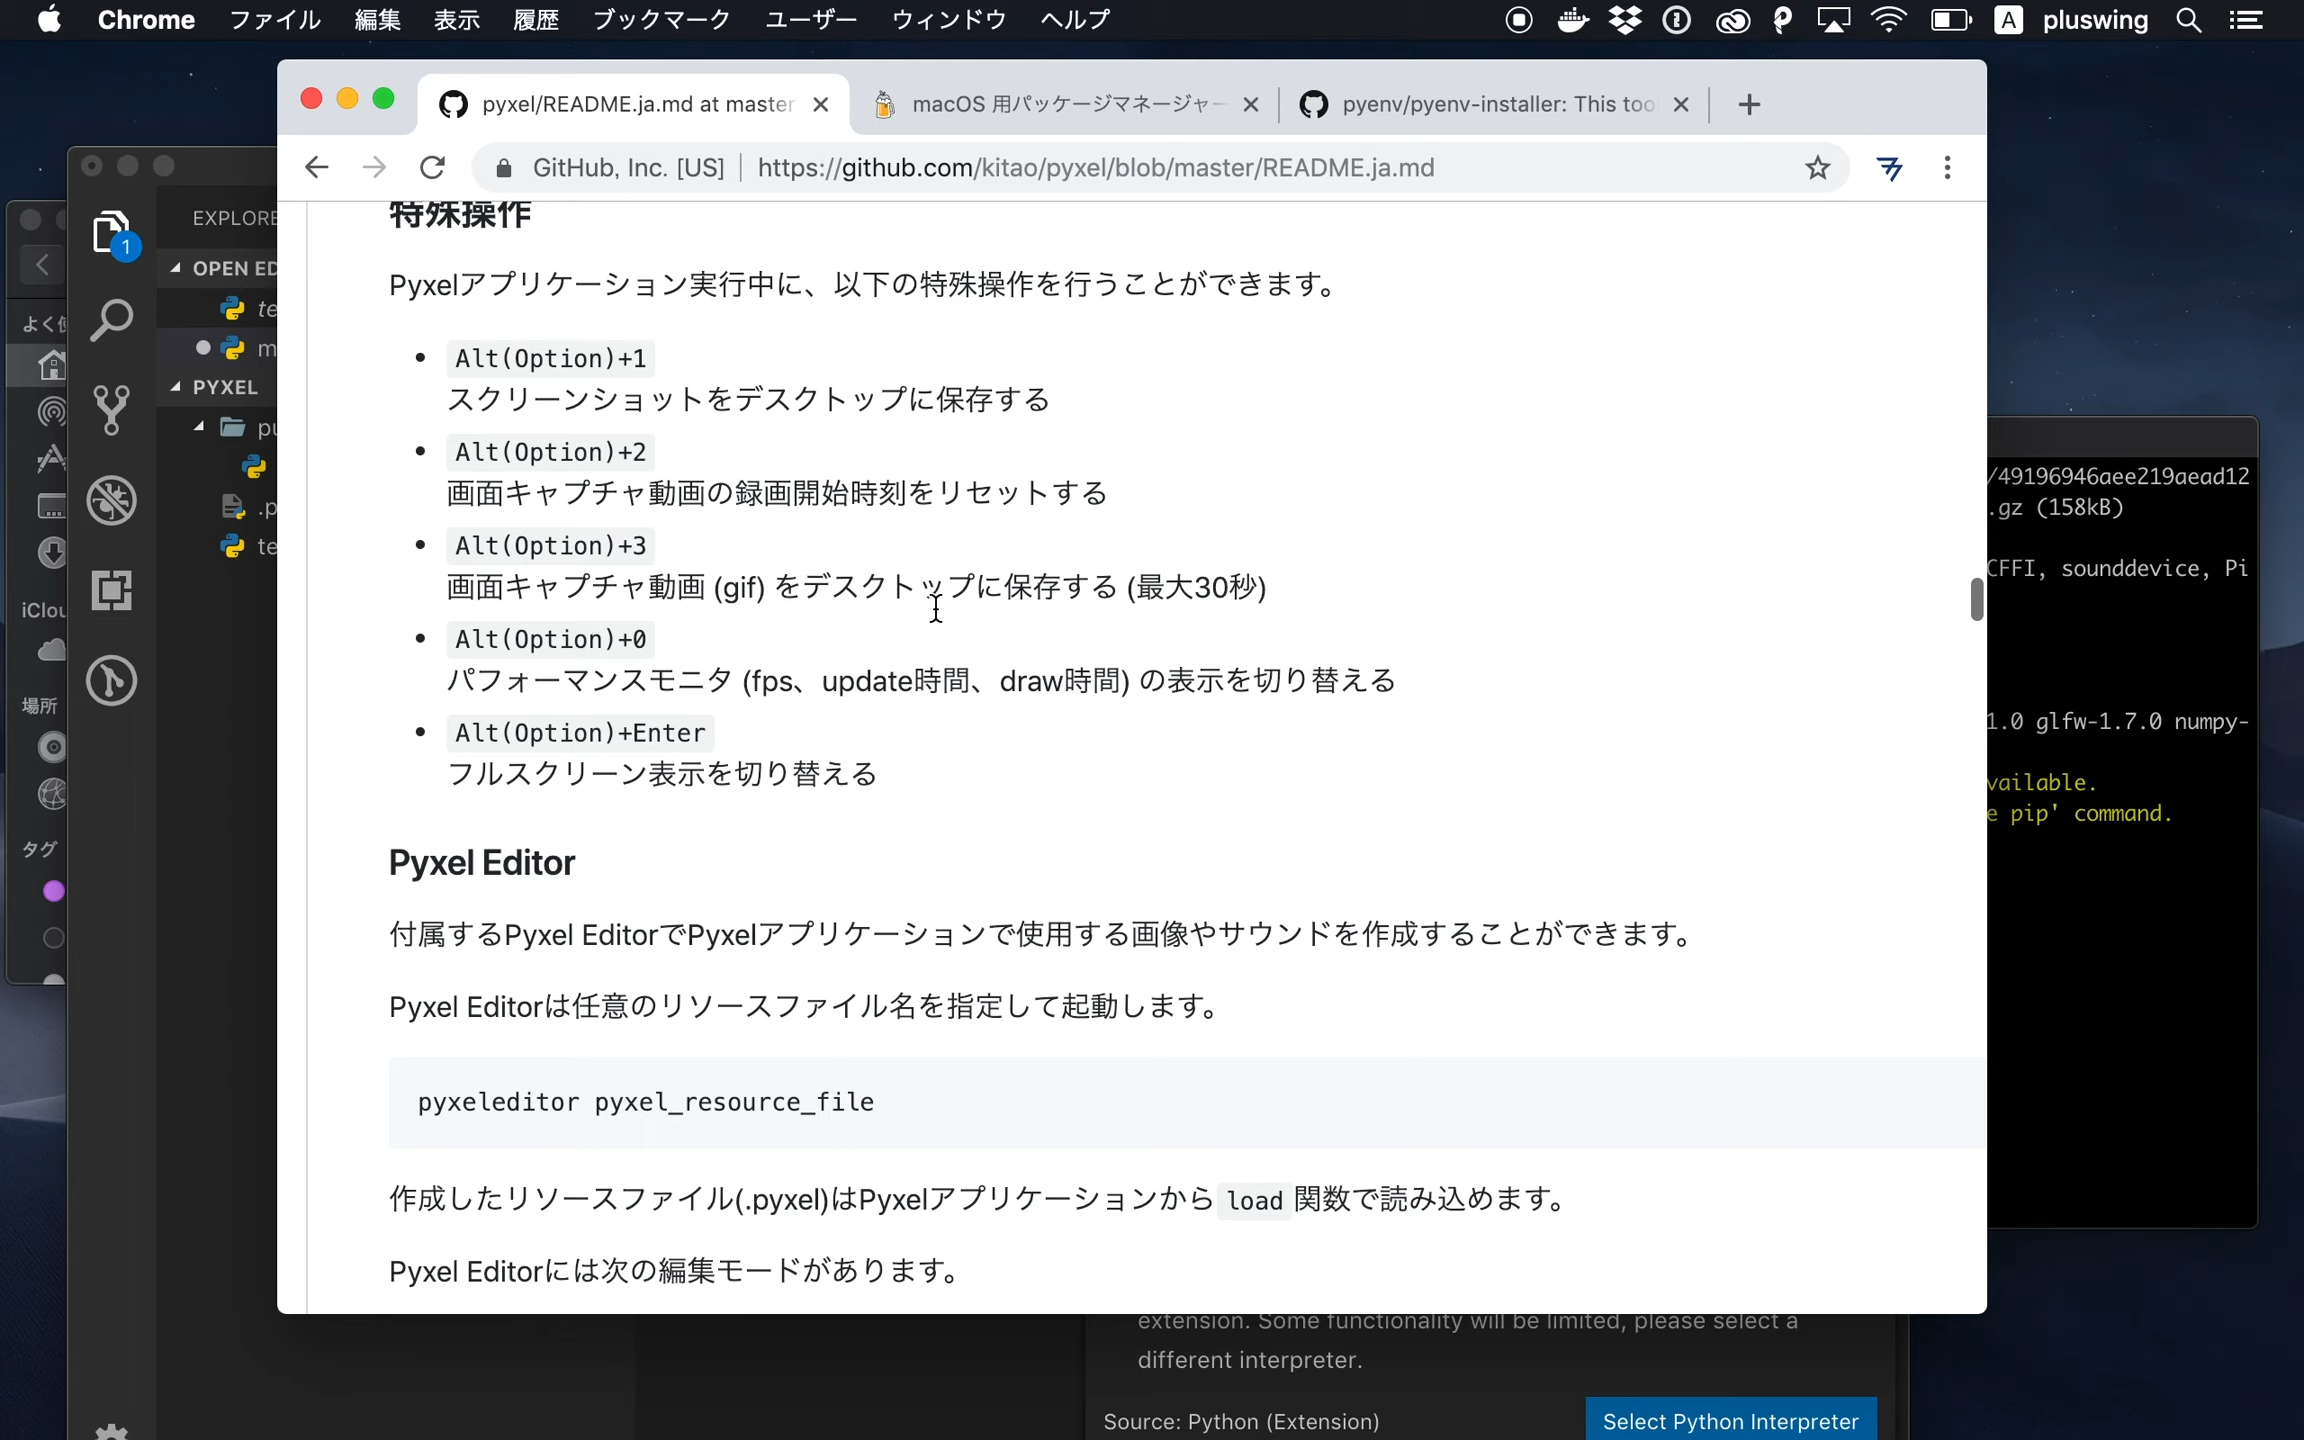 Chrome ファイル 編集 表示 履歴 ブックマーク ユーザー ウィンドウ ヘルプ A pluswing
pyxel/README.ja.md at master
macOS 用パッケージマネージャー
pyenv/pyenv-installer: This too
GitHub, Inc. [US] https://github.com/kitao/pyxel/blob/master/README.ja.md
EXPLORE
1
OPEN ED
te
m
PYXEL
pu
.p
te
よく使
iClou
場所
タグ
特殊操作
Pyxelアプリケーション実行中に、以下の特殊操作を行うことができます。
Alt(Option)+1
スクリーンショットをデスクトップに保存する
Alt(Option)+2
画面キャプチャ動画の録画開始時刻をリセットする
Alt(Option)+3
画面キャプチャ動画 (gif) をデスクトップに保存する (最大30秒)
Alt(Option)+0
パフォーマンスモニタ (fps、update時間、draw時間) の表示を切り替える
Alt(Option)+Enter
フルスクリーン表示を切り替える
Pyxel Editor
付属するPyxel EditorでPyxelアプリケーションで使用する画像やサウンドを作成することができます。
Pyxel Editorは任意のリソースファイル名を指定して起動します。
pyxeleditor pyxel_resource_file
作成したリソースファイル(.pyxel)はPyxelアプリケーションから load 関数で読み込めます。
Pyxel Editorには次の編集モードがあります。
/49196946aee219aead12
.gz (158kB)
CFFI, sounddevice, Pi
1.0 glfw-1.7.0 numpy-
vailable.
e pip' command.
extension. Some functionality will be limited, please select a
different interpreter.
Source: Python (Extension)
Select Python Interpreter